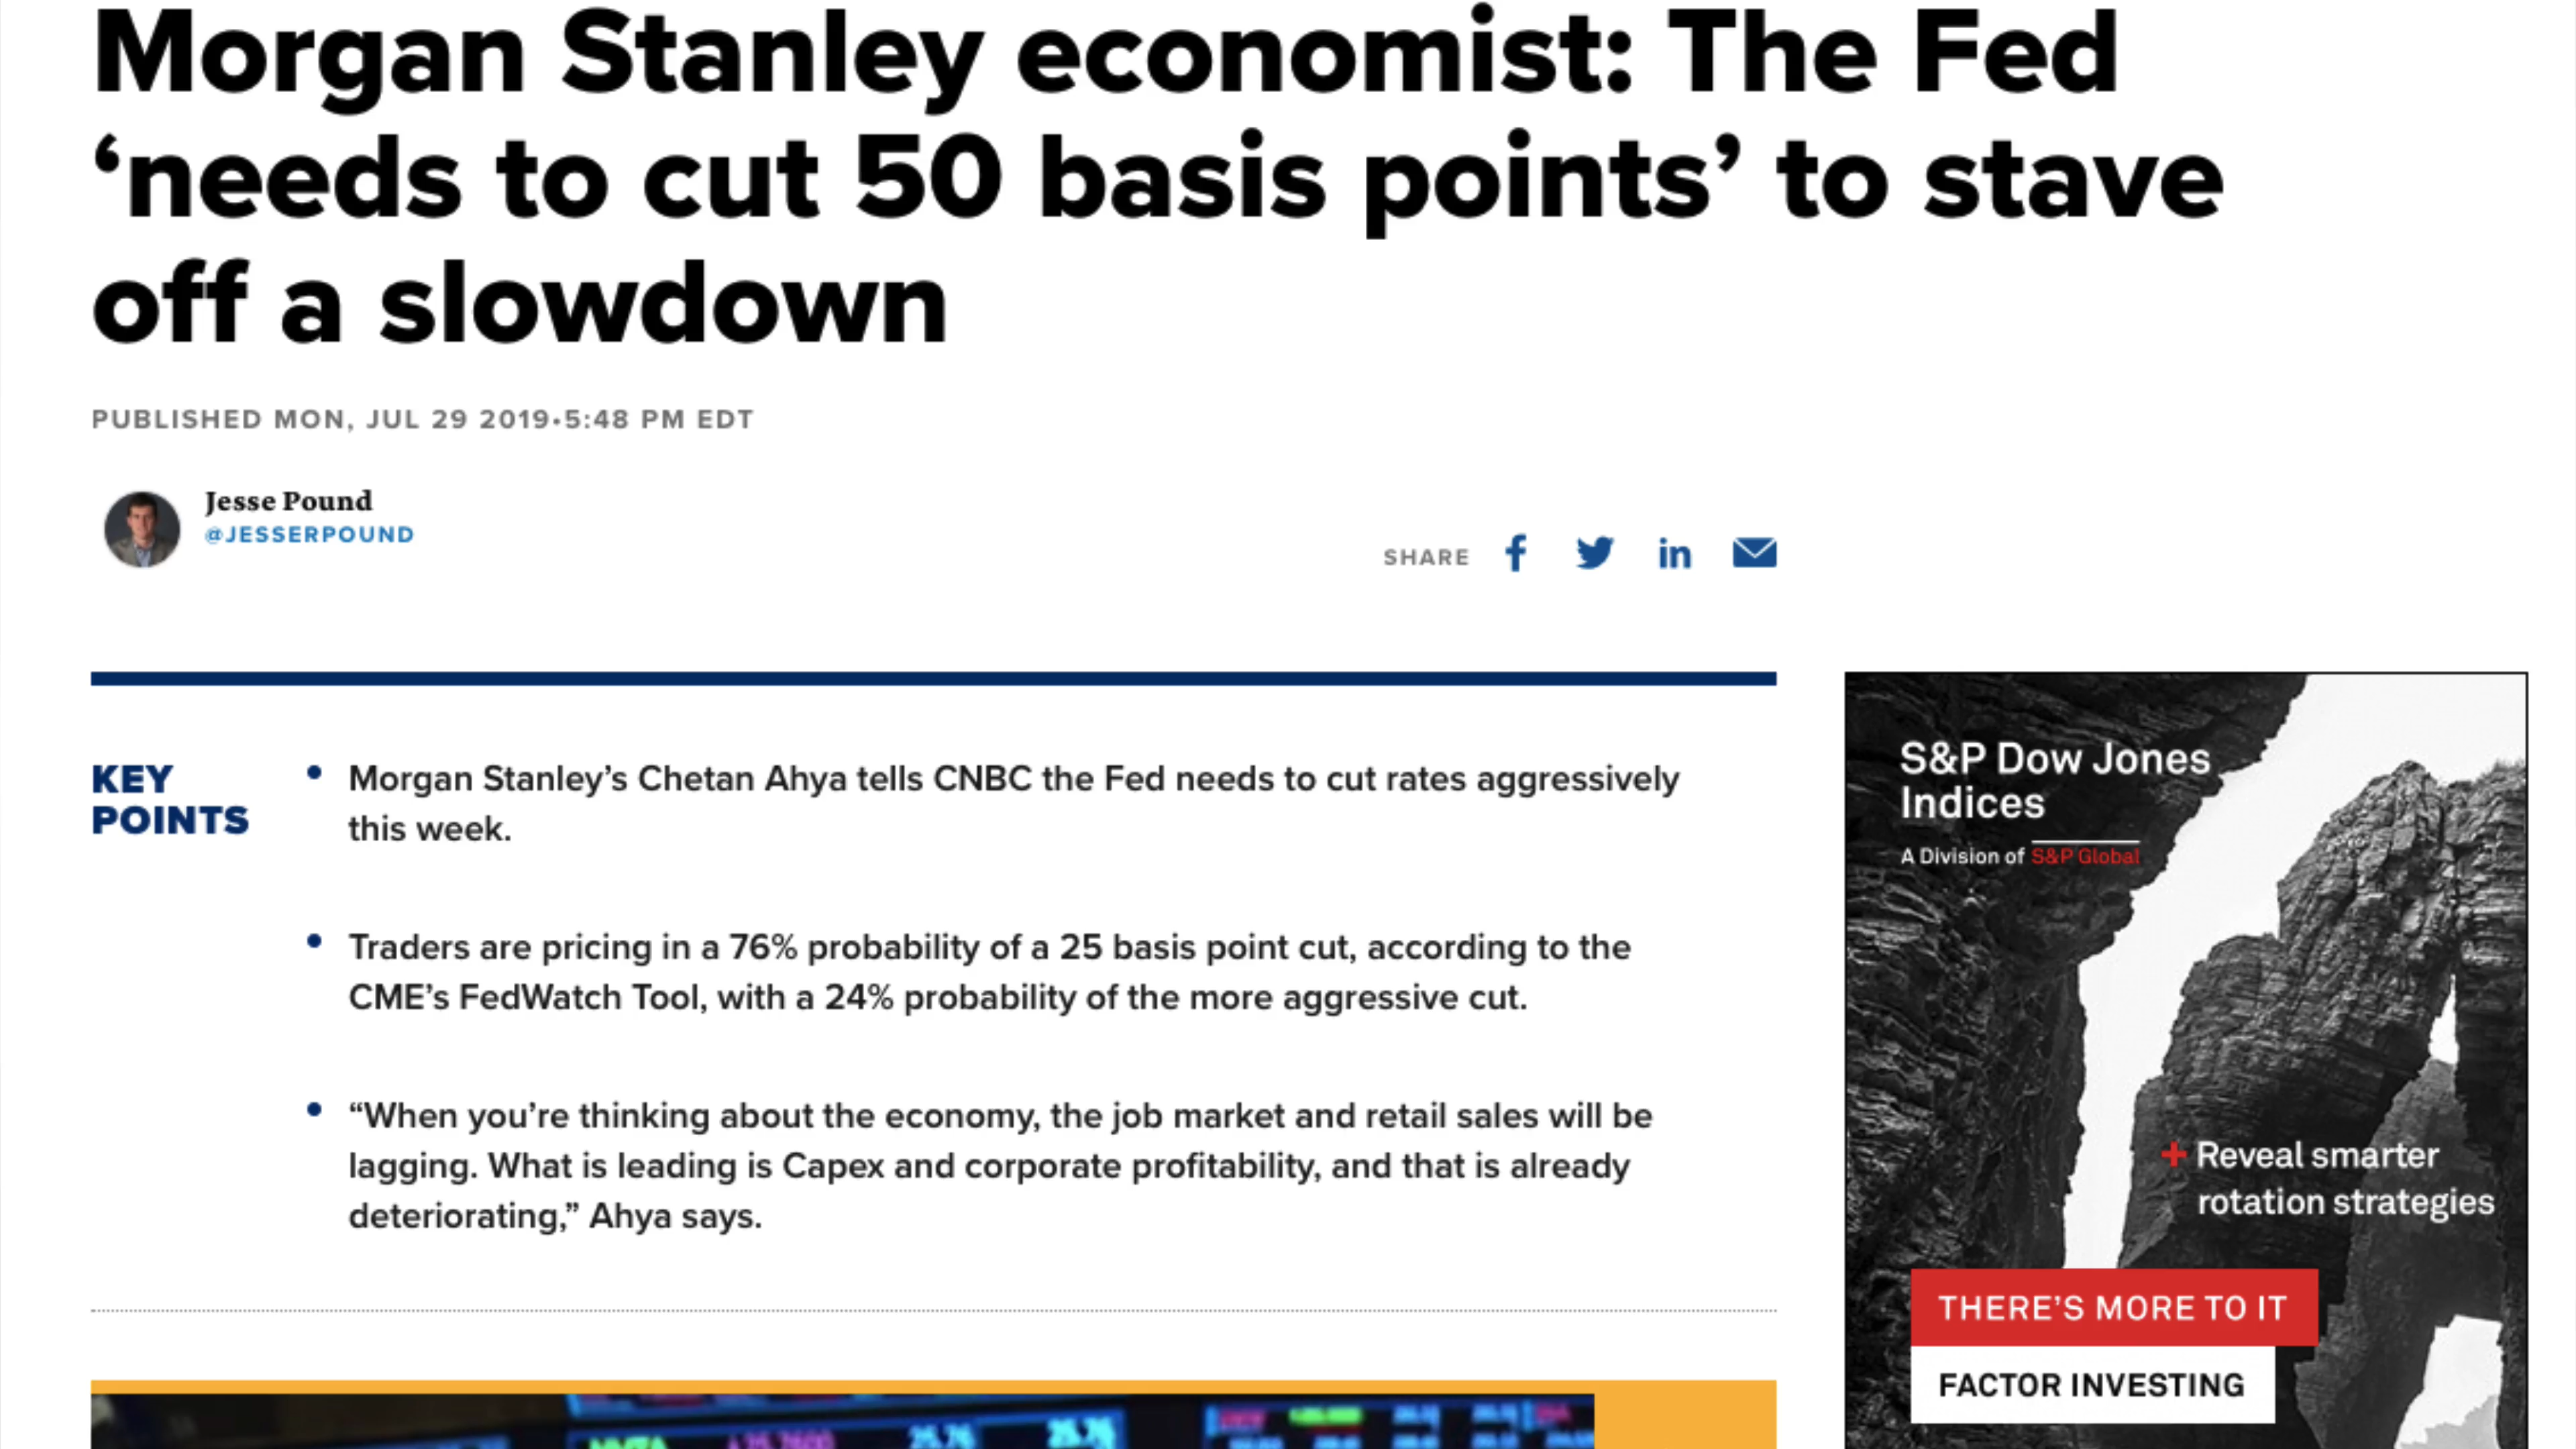 Morgan Stanley economist: The Fed
‘needs to cut 50 basis points’ to stave
off a slowdown
PUBLISHED MON, JUL 29 2019•5:48 PM EDT
Jesse Pound
@JESSERPOUND
SHARE
KEY
POINTS
• Morgan Stanley’s Chetan Ahya tells CNBC the Fed needs to cut rates aggressively
this week.
• Traders are pricing in a 76% probability of a 25 basis point cut, according to the
CME’s FedWatch Tool, with a 24% probability of the more aggressive cut.
• “When you’re thinking about the economy, the job market and retail sales will be
lagging. What is leading is Capex and corporate profitability, and that is already
deteriorating,” Ahya says.
S&P Dow Jones
Indices
A Division of S&P Global
+ Reveal smarter
rotation strategies
THERE’S MORE TO IT
FACTOR INVESTING
25.76
25.76